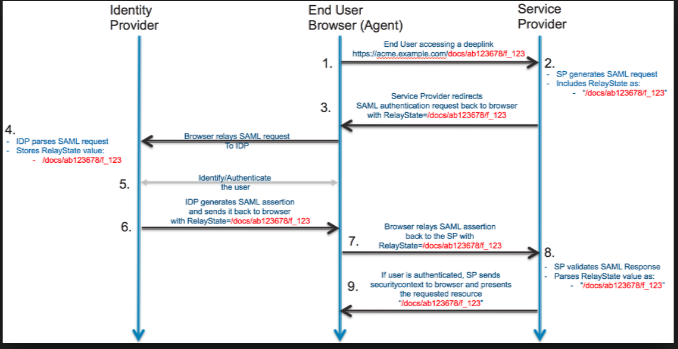 Identity
Provider
End User
Browser (Agent)
Service
Provider
End User accessing a deeplink
https://acme.example.com/docs/ab123678/f_123
1.
2.
- SP generates SAML request
- Includes RelayState as:
- "/docs/ab123678/f_123"
Service Provider redirects
SAML authentication request back to browser
with RelayState=/docs/ab123678/f_123
3.
4.
- IDP parses SAML request
- Stores RelayState value:
- /docs/ab123678/f_123
Browser relays SAML request
To IDP
5.
Identify/Authenticate
the user
6.
IDP generates SAML assertion
and sends it back to browser
with RelayState=/docs/ab123678/f_123
7.
Browser relays SAML assertion
back to the SP with
RelayState=/docs/ab123678/f_123
8.
- SP validates SAML Response
- Parses RelayState value as:
- "/docs/ab123678/f_123"
9.
If user is authenticated, SP sends
securitycontext to browser and presents
the requested resource
"/docs/ab123678/f_123"